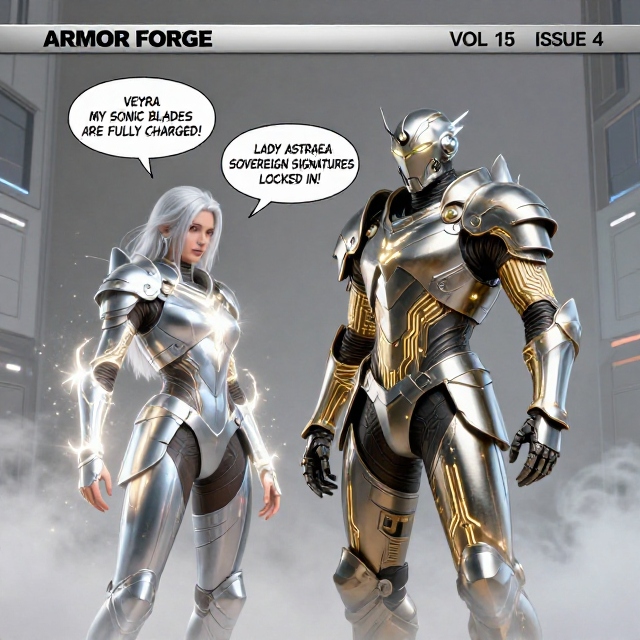 ARMOR FORGE
VOL 15 ISSUE 4
VEYRA
MY SONIC BLADES
ARE FULLY CHARGED!
LADY ASTRAEA
SOVEREIGN SIGNATURES
LOCKED IN!